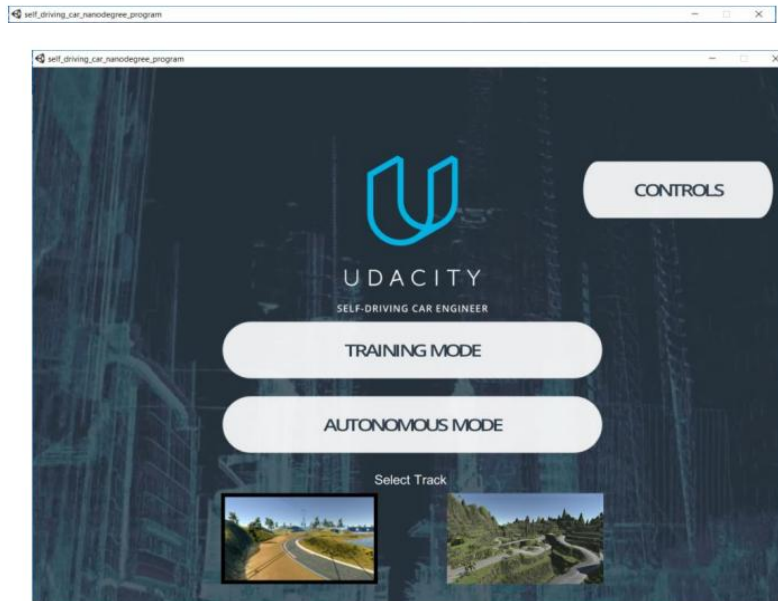 self_driving_car_nanodegree_program
self_driving_car_nanodegree_program
CONTROLS
UDACITY
SELF-DRIVING CAR ENGINEER
TRAINING MODE
AUTONOMOUS MODE
Select Track